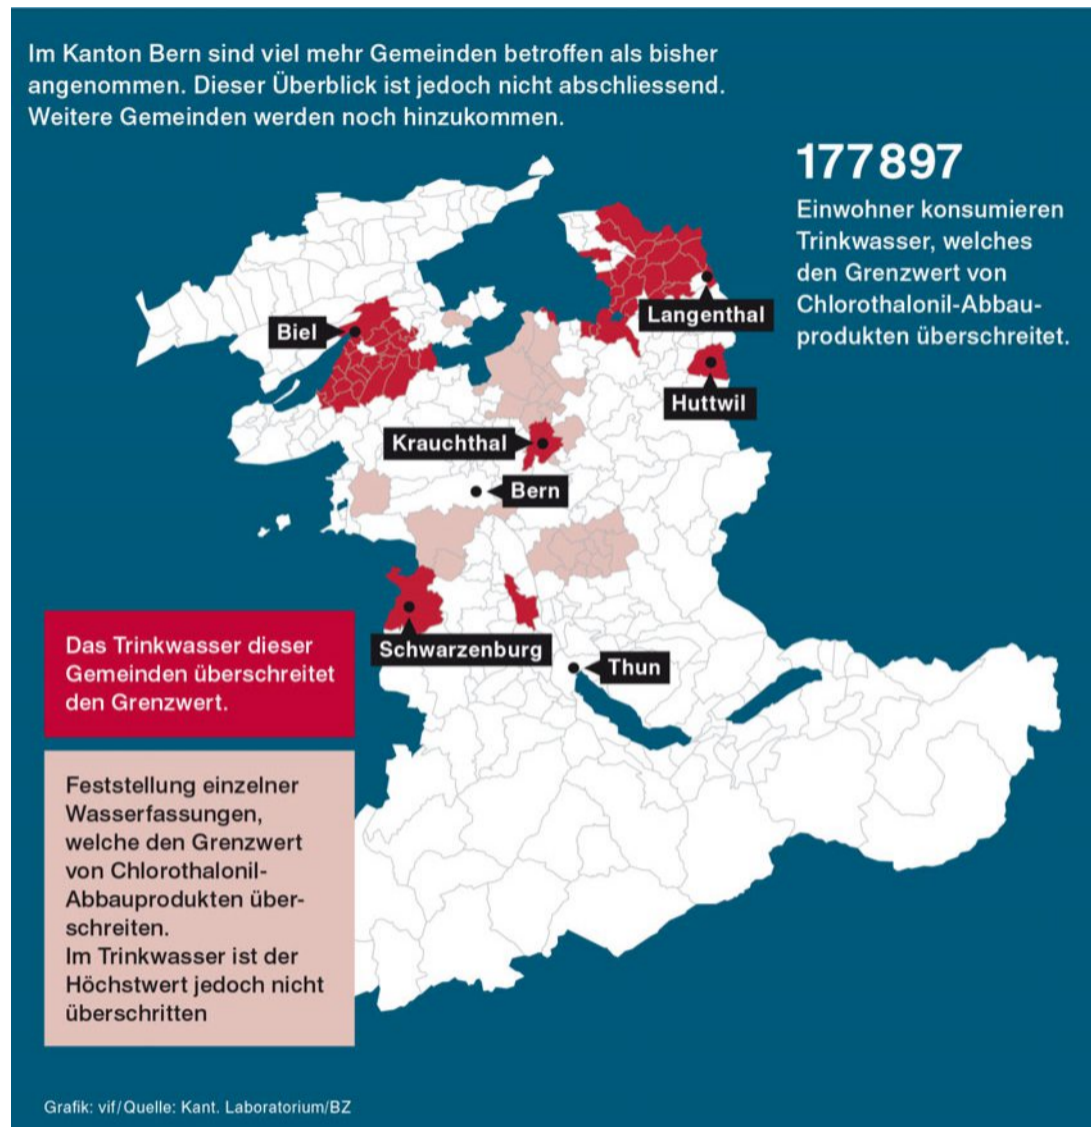 Im Kanton Bern sind viel mehr Gemeinden betroffen als bisher
angenommen. Dieser Überblick ist jedoch nicht abschliessend.
Weitere Gemeinden werden noch hinzukommen.
177 897
Einwohner konsumieren
Trinkwasser, welches
den Grenzwert von
Chlorothalonil-Abbau-
produkten überschreitet.
Langenthal
Biel
Huttwil
Krauchthal
Bern
Schwarzenburg
Thun
Das Trinkwasser dieser
Gemeinden überschreitet
den Grenzwert.
Feststellung einzelner
Wasserfassungen,
welche den Grenzwert
von Chlorothalonil-
Abbauprodukten über-
schreiten.
Im Trinkwasser ist der
Höchstwert jedoch nicht
überschritten
Grafik: vif/Quelle: Kant. Laboratorium/BZ